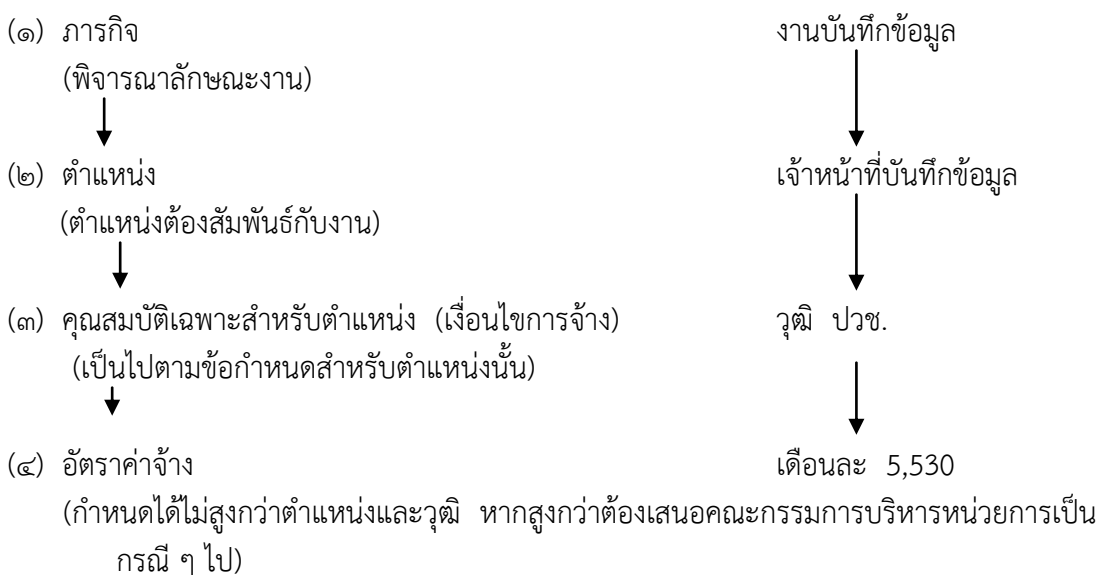 (๑) ภารกิจ งานบันทึกข้อมูล
(พิจารณาลักษณะงาน)
(๒) ตำแหน่ง เจ้าหน้าที่บันทึกข้อมูล
(ตำแหน่งต้องสัมพันธ์กับงาน)
(๓) คุณสมบัติเฉพาะสำหรับตำแหน่ง (เงื่อนไขการจ้าง) วุฒิ ปวช.
(เป็นไปตามข้อกำหนดสำหรับตำแหน่งนั้น)
(๔) อัตราค่าจ้าง เดือนละ 5,530
(กำหนดได้ไม่สูงกว่าตำแหน่งและวุฒิ หากสูงกว่าต้องเสนอคณะกรรมการบริหารหน่วยการเป็น
กรณี ๆ ไป)